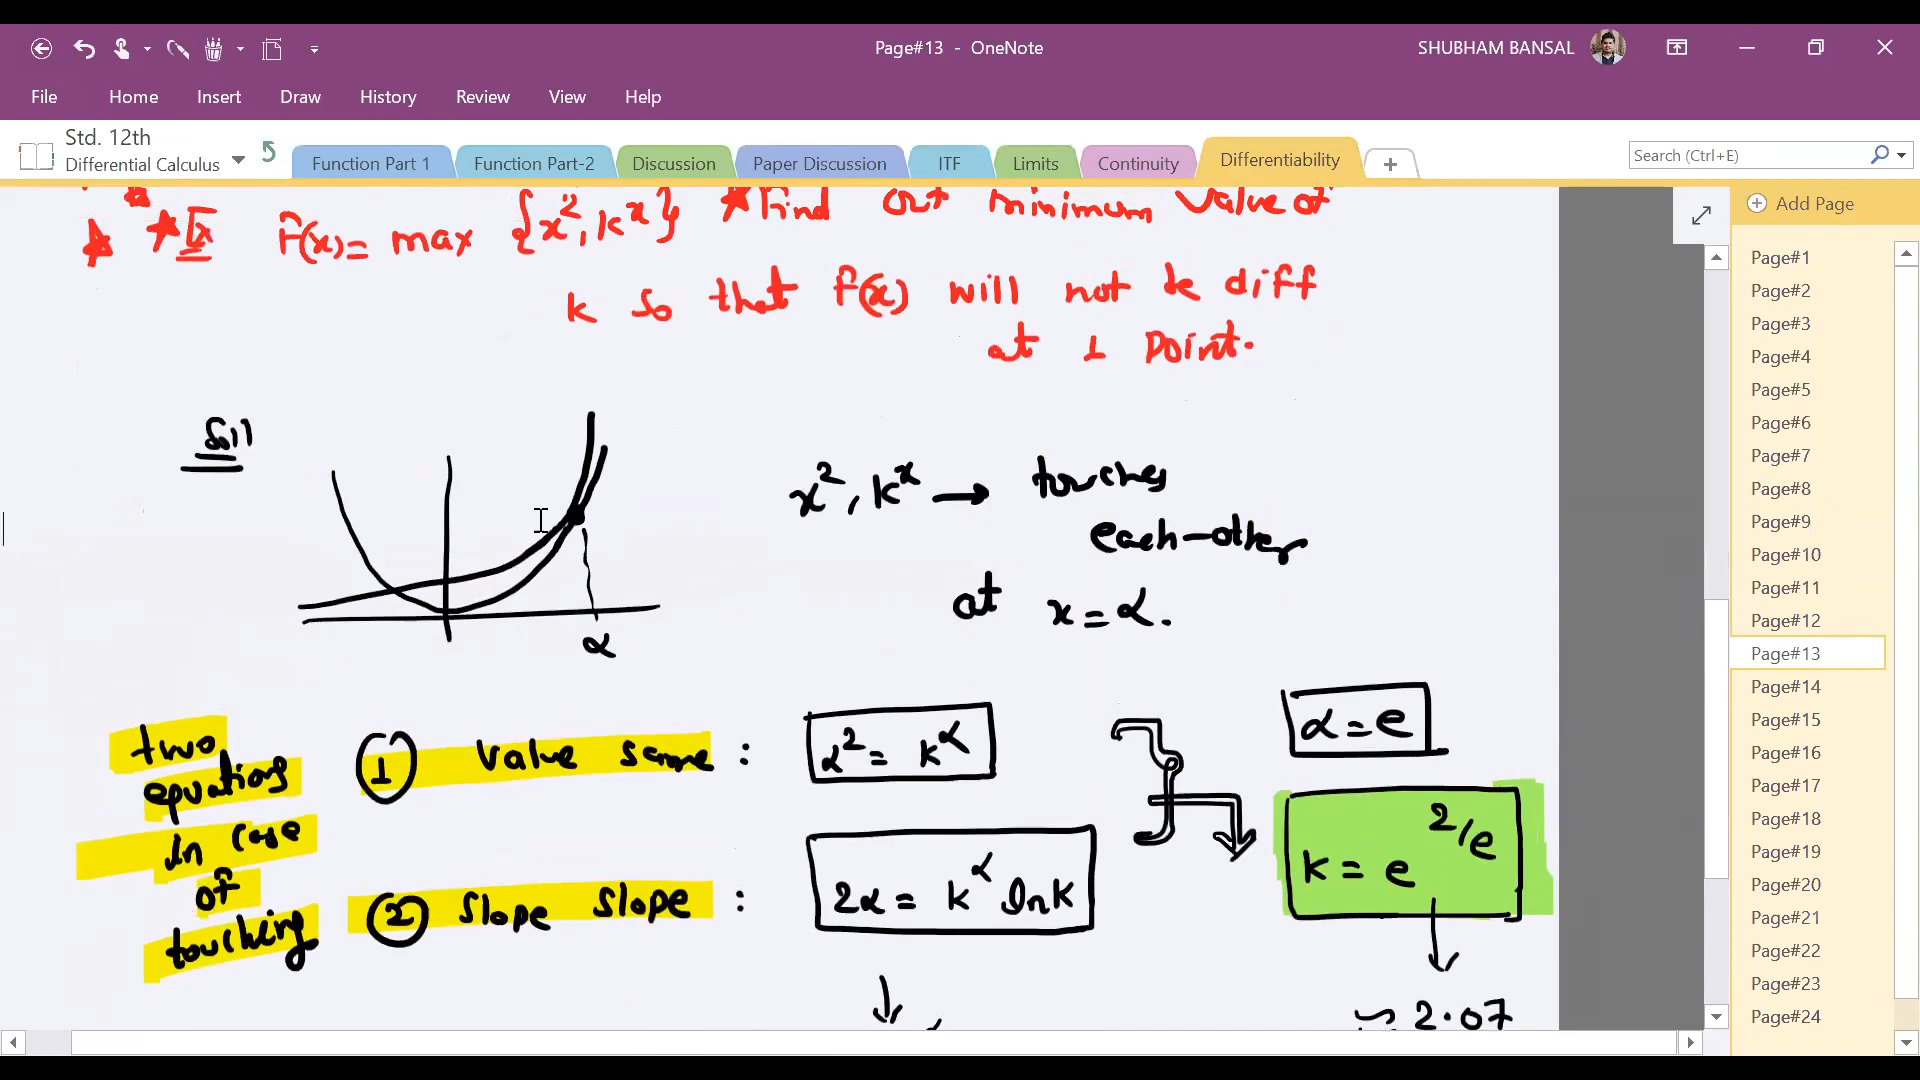 Page#13 - OneNote
SHUBHAM BANSAL
File Home Insert Draw History Review View Help
Std. 12th
Differential Calculus
Function Part 1
Function Part-2
Discussion
Paper Discussion
ITF
Limits
Continuity
Differentiability
Search (Ctrl+E)
Add Page
f(x) = max {x², k^x} Find out minimum value of
k so that f(x) will not be diff
at 1 point.
Sol
α
x², k^x → touches
each-other
at x = α.
two
equations
in case
of
touching
① Value same : α² = k^α
② Slope Slope : 2α = k^α ln k
α = e
k = e^2/e
2.07
Page#1
Page#2
Page#3
Page#4
Page#5
Page#6
Page#7
Page#8
Page#9
Page#10
Page#11
Page#12
Page#13
Page#14
Page#15
Page#16
Page#17
Page#18
Page#19
Page#20
Page#21
Page#22
Page#23
Page#24